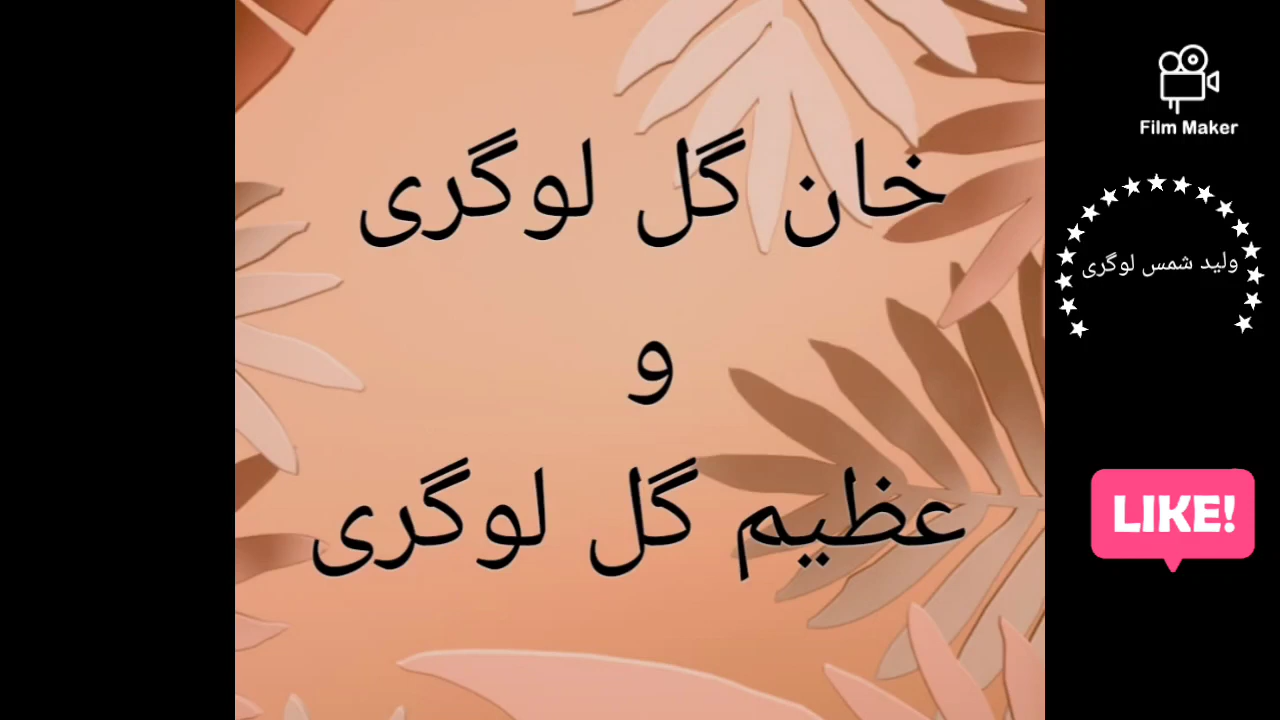 خان گل لوگری
و
عظیم گل لوگری
Film Maker
ولید شمس لوگری
LIKE!